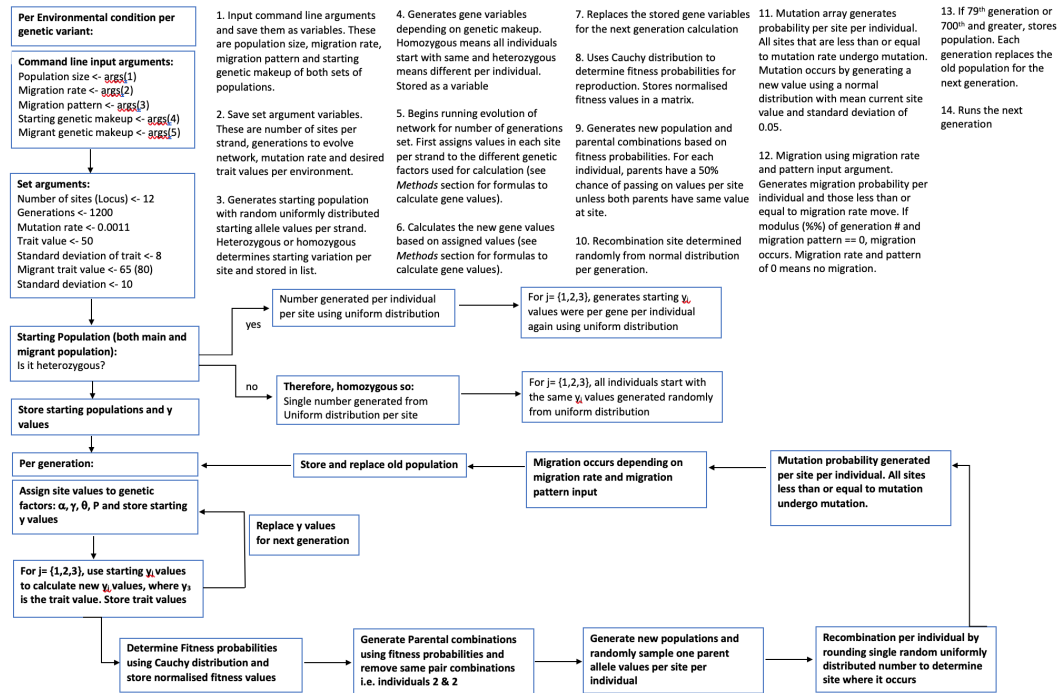 Per Environmental condition per
genetic variant:
Command line input arguments:
Population size <- args(1)
Migration rate <- args(2)
Migration pattern <- args(3)
Starting genetic makeup <- args(4)
Migrant genetic makeup <- args(5)
Set arguments:
Number of sites (Locus) <- 12
Generations <- 1200
Mutation rate <- 0.0011
Trait value <- 50
Standard deviation of trait <- 8
Migrant trait value <- 65 (80)
Standard deviation <- 10
1. Input command line arguments
and save them as variables. These
are population size, migration rate,
migration pattern and starting
genetic makeup of both sets of
populations.
2. Save set argument variables.
These are number of sites per
strand, generations to evolve
network, mutation rate and desired
trait values per environment.
3. Generates starting population
with random uniformly distributed
starting allele values per strand.
Heterozygous or homozygous
determines starting variation per
site and stored in list.
4. Generates gene variables
depending on genetic makeup.
Homozygous means all individuals
start with same and heterozygous
means different per individual.
Stored as a variable
5. Begins running evolution of
network for number of generations
set. First assigns values in each site
per strand to the different genetic
factors used for calculation (see
Methods section for formulas to
calculate gene values).
6. Calculates the new gene values
based on assigned values (see
Methods section for formulas to
calculate gene values).
7. Replaces the stored gene variables
for the next generation calculation
8. Uses Cauchy distribution to
determine fitness probabilities for
reproduction. Stores normalised
fitness values in a matrix.
9. Generates new population and
parental combinations based on
fitness probabilities. For each
individual, parents have a 50%
chance of passing on values per site
unless both parents have same value
at site.
10. Recombination site determined
randomly from normal distribution
per generation.
11. Mutation array generates
probability per site per individual.
All sites that are less than or equal
to mutation rate undergo mutation.
Mutation occurs by generating a
new value using a normal
distribution with mean current site
value and standard deviation of
0.05.
12. Migration using migration rate
and pattern input argument.
Generates migration probability per
individual and those less than or
equal to migration rate move. If
modulus (%%) of generation # and
migration pattern == 0, migration
occurs. Migration rate and pattern
of 0 means no migration.
13. If 79th generation or
700th and greater, stores
population. Each
generation replaces the
old population for the
next generation.
14. Runs the next
generation
Starting Population (both main and
migrant population):
Is it heterozygous?
yes
Number generated per individual
per site using uniform distribution
For j= {1,2,3}, generates starting yj
values were per gene per individual
again using uniform distribution
no
Therefore, homozygous so:
Single number generated from
Uniform distribution per site
For j= {1,2,3}, all individuals start with
the same yj values generated randomly
from uniform distribution
Store starting populations and y
values
Per generation:
Store and replace old population
Migration occurs depending on
migration rate and migration
pattern input
Mutation probability generated
per site per individual. All sites
less than or equal to mutation
undergo mutation.
Assign site values to genetic
factors: α, γ, θ, P and store starting
y values
Replace y values
for next generation
For j= {1,2,3}, use starting yj values
to calculate new yj values, where y3
is the trait value. Store trait values
Determine Fitness probabilities
using Cauchy distribution and
store normalised fitness values
Generate Parental combinations
using fitness probabilities and
remove same pair combinations
i.e. individuals 2 & 2
Generate new populations and
randomly sample one parent
allele values per site per
individual
Recombination per individual by
rounding single random uniformly
distributed number to determine
site where it occurs